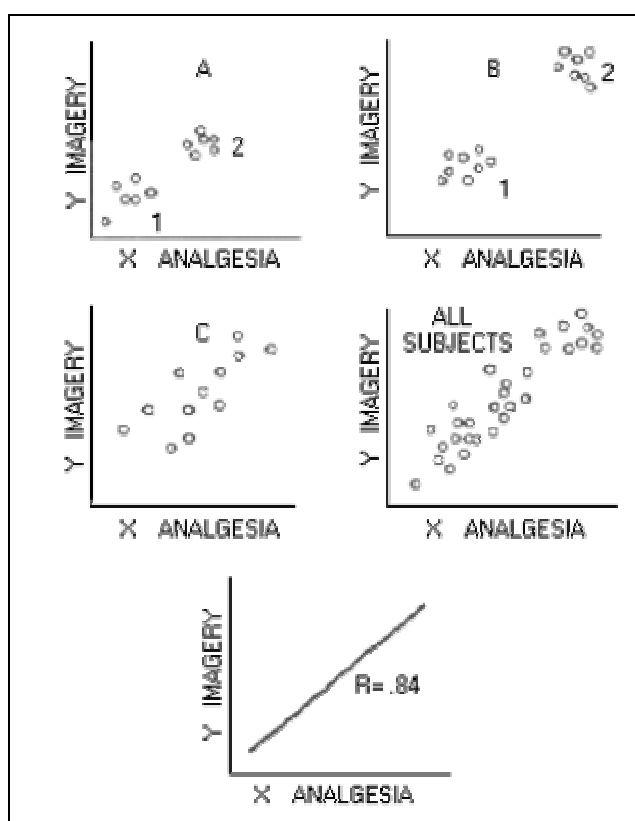 A
Y IMAGERY
2
1
X ANALGESIA
B
Y IMAGERY
2
1
X ANALGESIA
C
Y IMAGERY
X ANALGESIA
ALL
SUBJECTS
Y IMAGERY
X ANALGESIA
Y IMAGERY
R= .84
X ANALGESIA